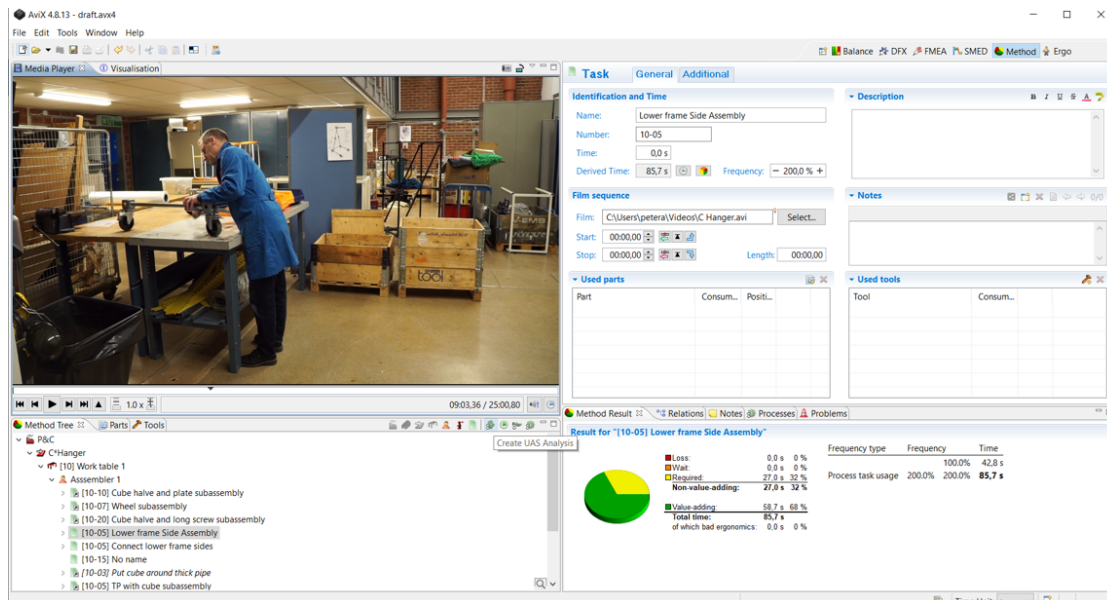 AviX 4.8.13 - draft.avx4
File Edit Tools Window Help
Balance DFX FMEA SMED Method Ergo
Media Player Visualisation
tool
1.0 x
09:03,36 / 25:00,80
Method Tree Parts Tools
Create UAS Analysis
P&C
C*Hanger
[10] Work table 1
Asssembler 1
[10-10] Cube halve and plate subassembly
[10-07] Wheel subassembly
[10-20] Cube halve and long screw subassembly
[10-05] Lower frame Side Assembly
[10-05] Connect lower frame sides
[10-15] No name
[10-03] Put cube around thick pipe
[10-05] TP with cube subassembly
Task General Additional
Identification and Time
Name: Lower frame Side Assembly
Number: 10-05
Time: 0,0 s
Derived Time: 85,7 s Frequency: - 200,0 % +
Film sequence
Film: C:\Users\petera\Videos\C Hanger.avi Select...
Start: 00:00,00
Stop: 00:00,00 Length: 00:00,00
Used parts
Part Consum... Positi...
Description B I U S A
Notes 0/0
Used tools
Tool Consum...
Method Result Relations Notes Processes Problems
Result for "[10-05] Lower frame Side Assembly"
Loss: 0,0 s 0 %
Wait: 0,0 s 0 %
Required: 27,0 s 32 %
Non-value-adding: 27,0 s 32 %
Value-adding: 58,7 s 68 %
Total time: 85,7 s
of which bad ergonomics: 0,0 s 0 %
Frequency type Frequency Time
100.0% 42,8 s
Process task usage 200.0% 200.0% 85,7 s